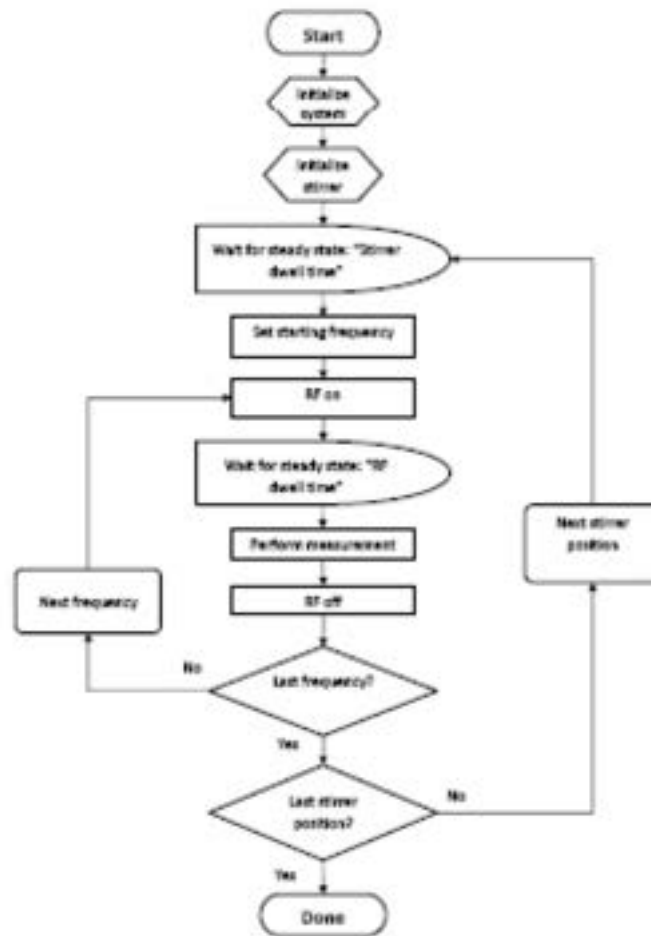 Start
Initialize
system
Initialize
stirrer
Wait for steady state: "Stirrer
dwell time"
Set starting frequency
RF on
Wait for steady state: "RF
dwell time"
Next stirrer
position
Perform measurement
Next frequency
RF off
No
Last frequency?
Yes
Last stirrer
position?
No
Yes
Done